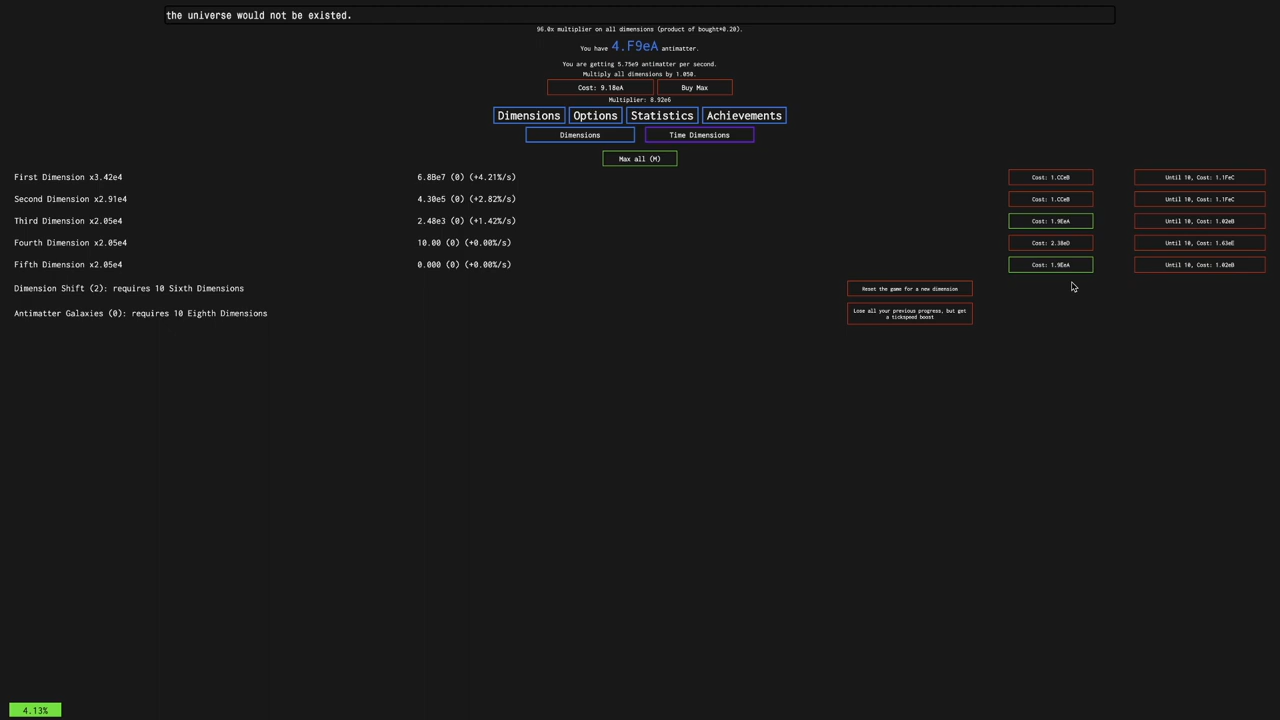 the universe would not be existed.
96.0x multiplier on all dimensions (product of bought+0.20).
You have 4.F9eA antimatter.
You are getting 5.75e9 antimatter per second.
Multiply all dimensions by 1.050.
Cost: 9.18eA Buy Max
Multiplier: 8.92e6
Dimensions Options Statistics Achievements
Dimensions Time Dimensions
Max all (M)
First Dimension x3.42e4 6.8Be7 (0) (+4.21%/s) Cost: 1.CCeB Until 10, Cost: 1.1FeC
Second Dimension x2.91e4 4.30e5 (0) (+2.82%/s) Cost: 1.CCeB Until 10, Cost: 1.1FeC
Third Dimension x2.05e4 2.48e3 (0) (+1.42%/s) Cost: 1.9EeA Until 10, Cost: 1.02eB
Fourth Dimension x2.05e4 10.00 (0) (+0.00%/s) Cost: 2.38eD Until 10, Cost: 1.63eE
Fifth Dimension x2.05e4 0.000 (0) (+0.00%/s) Cost: 1.9EeA Until 10, Cost: 1.02eB
Dimension Shift (2): requires 10 Sixth Dimensions Reset the game for a new dimension
Antimatter Galaxies (0): requires 10 Eighth Dimensions Lose all your previous progress, but get
a tickspeed boost
4.13%